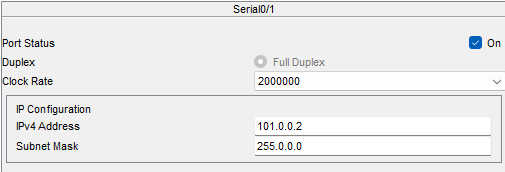 Serial0/1
Port Status On
Duplex Full Duplex
Clock Rate 2000000
IP Configuration
IPv4 Address 101.0.0.2
Subnet Mask 255.0.0.0